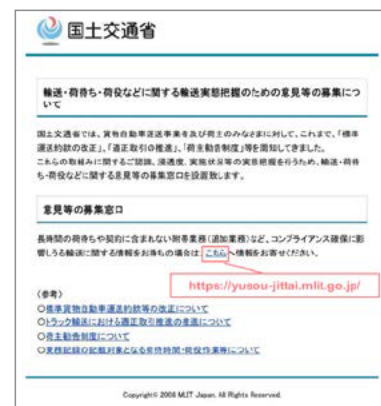 国土交通省
輸送・荷待ち・荷役などに関する輸送実態把握のための意見等の募集につ
いて
国土交通省では、貨物自動車運送事業者及び荷主のみなさまに対して、これまで、「標準
運送約款の改正」、「適正取引の推進」、「荷主勧告制度」等を周知してきました。
これらの取組みに関するご認識、浸透度、実施状況等の実態把握を行うため、輸送・荷待
ち・荷役などに関する意見等の募集窓口を設置致します。
意見等の募集窓口
長時間の荷待ちや契約に含まれない附帯業務（追加業務）など、コンプライアンス確保に影
響しうる輸送に関する情報をお持ちの場合は、こちらへ情報をお寄せください。
https://yusou-jittai.mlit.go.jp/
（参考）
○標準貨物自動車運送約款等の改正について
○トラック輸送における適正取引推進の推進について
○荷主勧告制度について
○乗務記録の記載対象となる荷待時間・荷役作業等について
Copyright© 2008 MLIT Japan. All Rights Reserved.